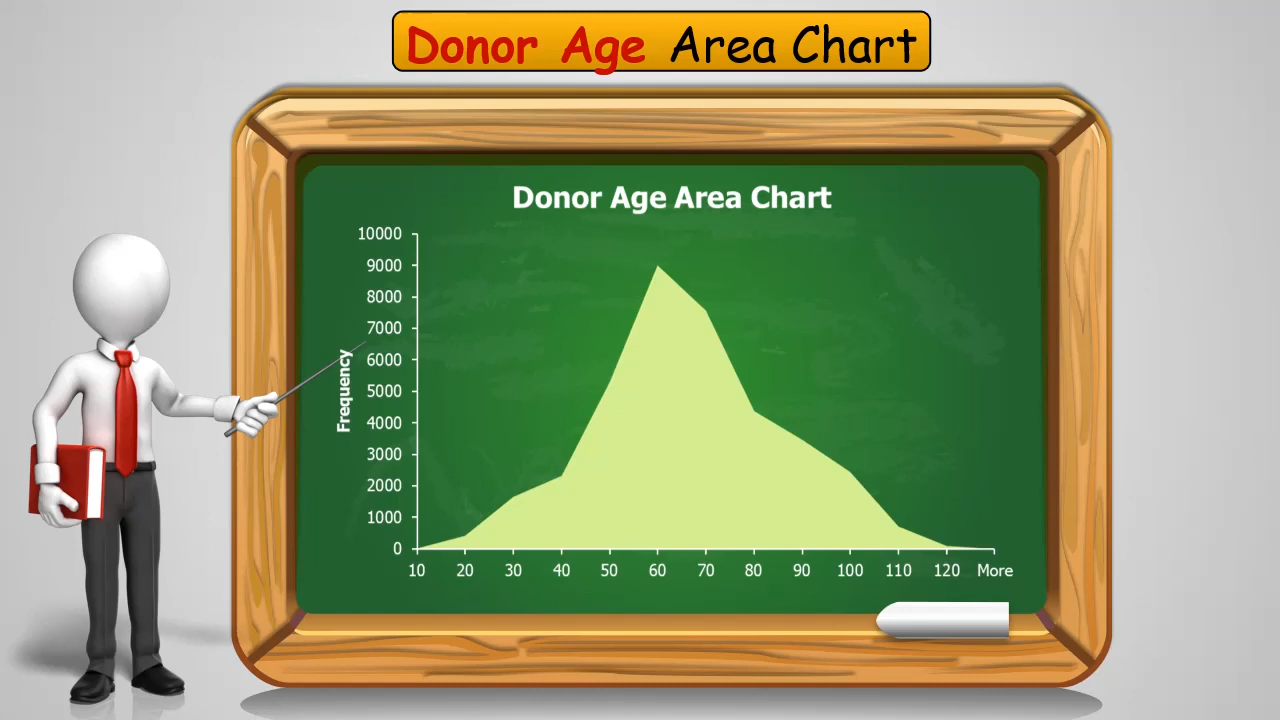 Donor Age Area Chart
Donor Age Area Chart
10000
9000
8000
7000
6000
5000
4000
3000
2000
1000
0
Frequency
10 20 30 40 50 60 70 80 90 100 110 120 More